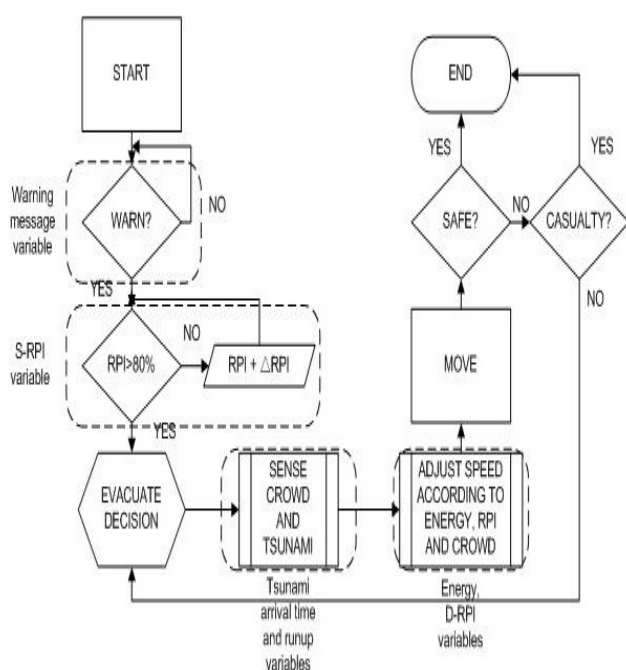 START
END
Warning
message
variable
WARN?
NO
YES
YES
YES
SAFE?
NO
CASUALTY?
NO
S-RPI
variable
RPI>80%
NO
RPI + △RPI
MOVE
YES
EVACUATE
DECISION
SENSE
CROWD
AND
TSUNAMI
ADJUST SPEED
ACCORDING TO
ENERGY, RPI
AND CROWD
Tsunami
arrival time
and runup
variables
Energy,
D-RPI
variables